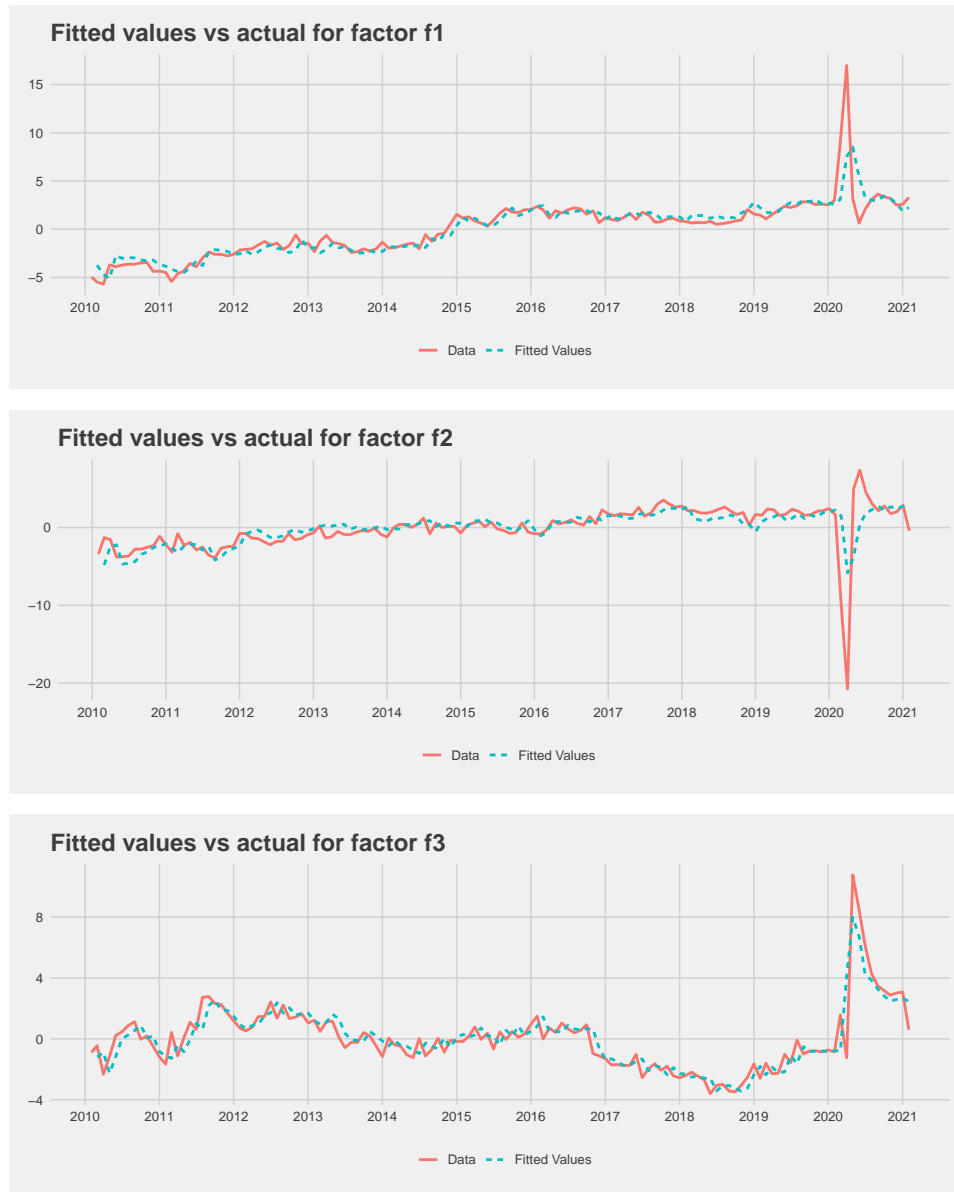 Fitted values vs actual for factor f1
15
10
5
0
−5
2010 2011 2012 2013 2014 2015 2016 2017 2018 2019 2020 2021
Data Fitted Values
Fitted values vs actual for factor f2
0
−10
−20
2010 2011 2012 2013 2014 2015 2016 2017 2018 2019 2020 2021
Data Fitted Values
Fitted values vs actual for factor f3
8
4
0
−4
2010 2011 2012 2013 2014 2015 2016 2017 2018 2019 2020 2021
Data Fitted Values